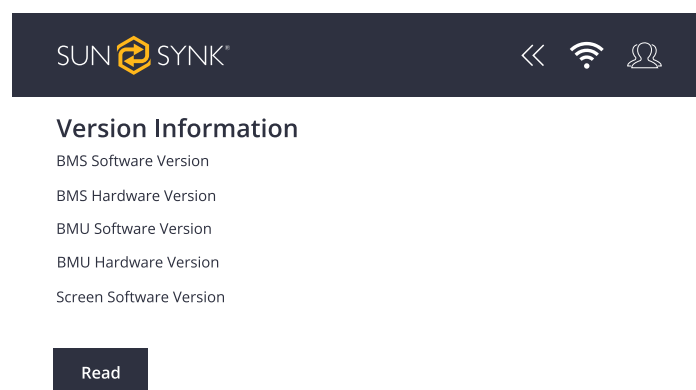 SUN SYNK®
Version Information
BMS Software Version
BMS Hardware Version
BMU Software Version
BMU Hardware Version
Screen Software Version
Read